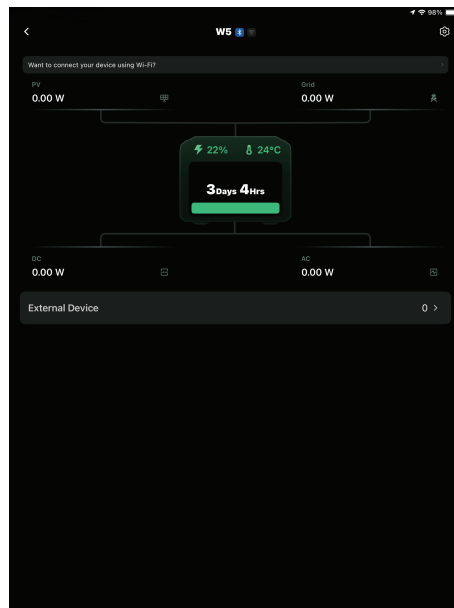 98%
W5
Want to connect your device using Wi-Fi?
PV
Grid
0.00 W
0.00 W
22% 24°C
3Days 4Hrs
DC
AC
0.00 W
0.00 W
External Device 0